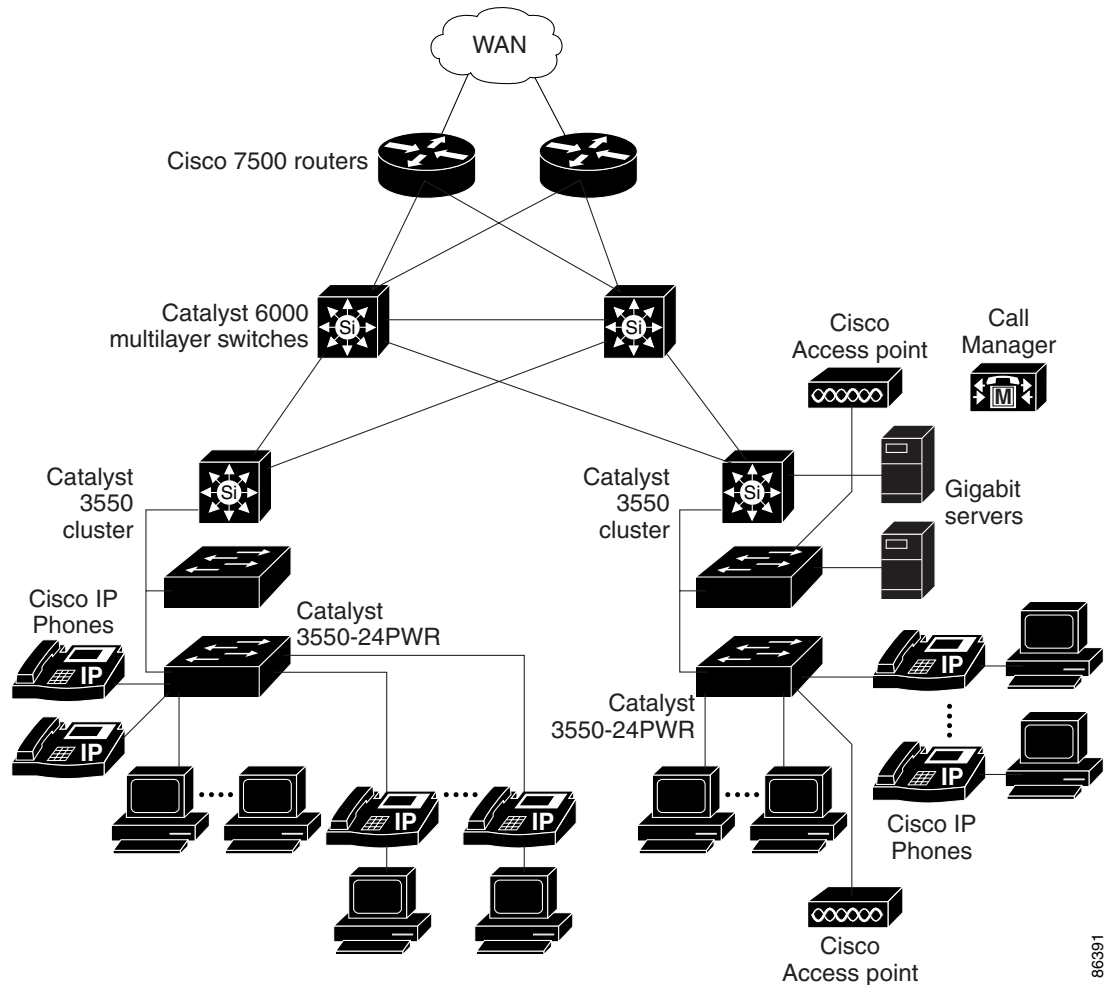 WAN
Cisco 7500 routers
Catalyst 6000
multilayer switches
Si
Si
Cisco
Access point
Call
Manager
M
Catalyst
3550
cluster
Si
Catalyst
3550
cluster
Si
Gigabit
servers
Cisco IP
Phones
IP
IP
Catalyst
3550-24PWR
Catalyst
3550-24PWR
IP
IP
Cisco IP
Phones
IP
IP
Cisco
Access point
86391